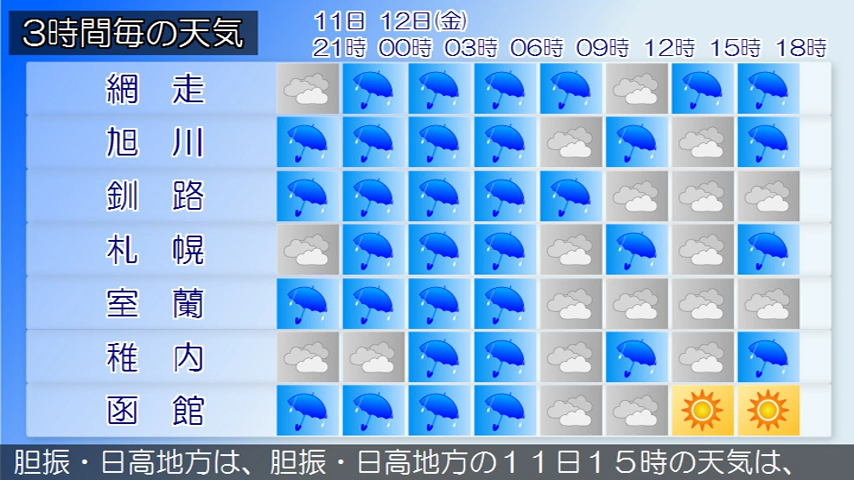 3時間毎の天気
11日 12日(金)
21時 00時 03時 06時 09時 12時 15時 18時
網走
旭川
釧路
札幌
室蘭
稚内
函館
胆振・日高地方は、胆振・日高地方の11日15時の天気は、